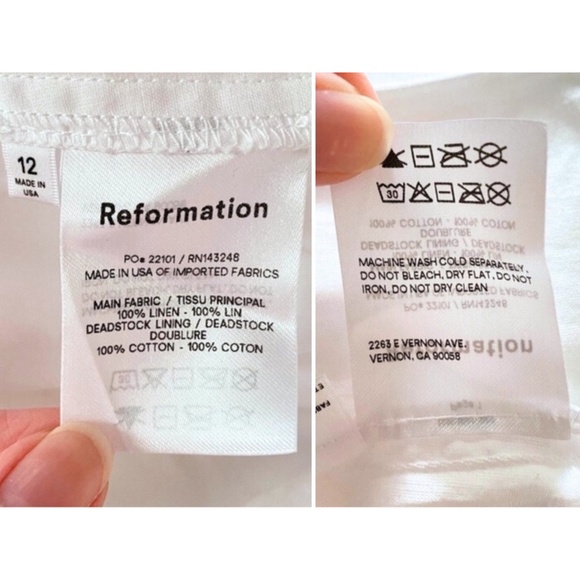 12
MADE IN
USA
Reformation
PO# 22101 / RN143248
MADE IN USA OF IMPORTED FABRICS
MAIN FABRIC / TISSU PRINCIPAL
100% LINEN - 100% LIN
DEADSTOCK LINING / DEADSTOCK
DOUBLURE
100% COTTON - 100% COTON
30
MACHINE WASH COLD SEPARATELY,
DO NOT BLEACH, DRY FLAT, DO NOT
IRON, DO NOT DRY CLEAN
2263 E VERNON AVE.
VERNON, CA 90058